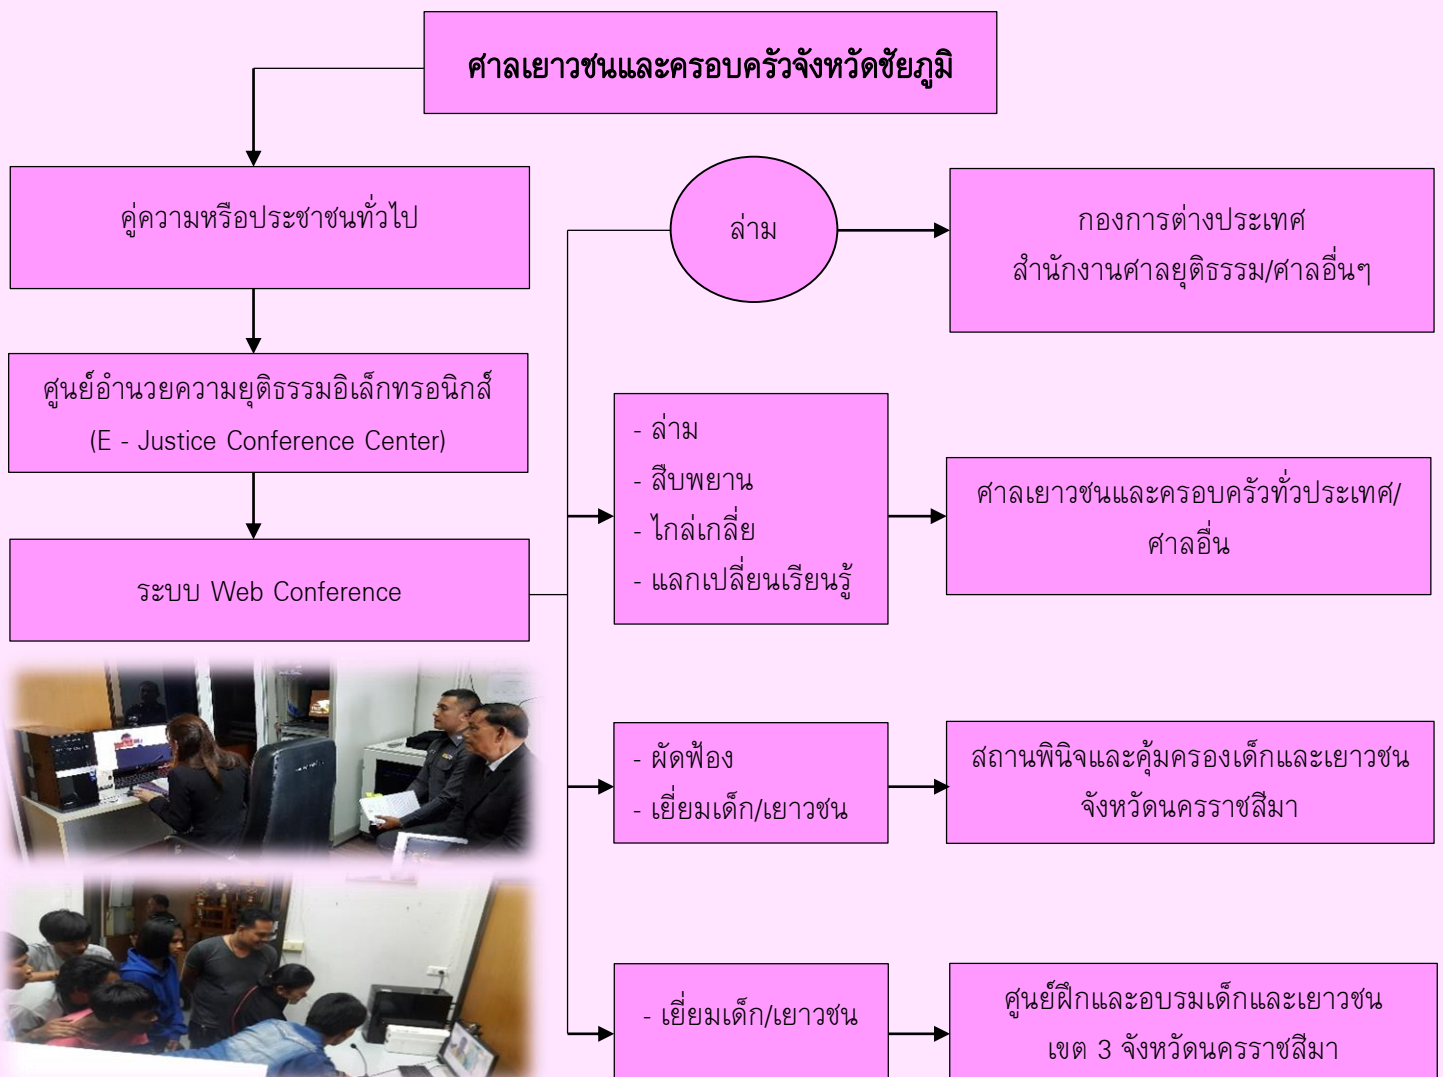 ศาลเยาวชนและครอบครัวจังหวัดชัยภูมิ
คู่ความหรือประชาชนทั่วไป
ศูนย์อำนวยความยุติธรรมอิเล็กทรอนิกส์
(E - Justice Conference Center)
ระบบ Web Conference
ล่าม
กองการต่างประเทศ
สำนักงานศาลยุติธรรม/ศาลอื่นๆ
- ล่าม
- สืบพยาน
- ไกล่เกลี่ย
- แลกเปลี่ยนเรียนรู้
ศาลเยาวชนและครอบครัวทั่วประเทศ/
ศาลอื่น
- ผัดฟ้อง
- เยี่ยมเด็ก/เยาวชน
สถานพินิจและคุ้มครองเด็กและเยาวชน
จังหวัดนครราชสีมา
- เยี่ยมเด็ก/เยาวชน
ศูนย์ฝึกและอบรมเด็กและเยาวชน
เขต 3 จังหวัดนครราชสีมา